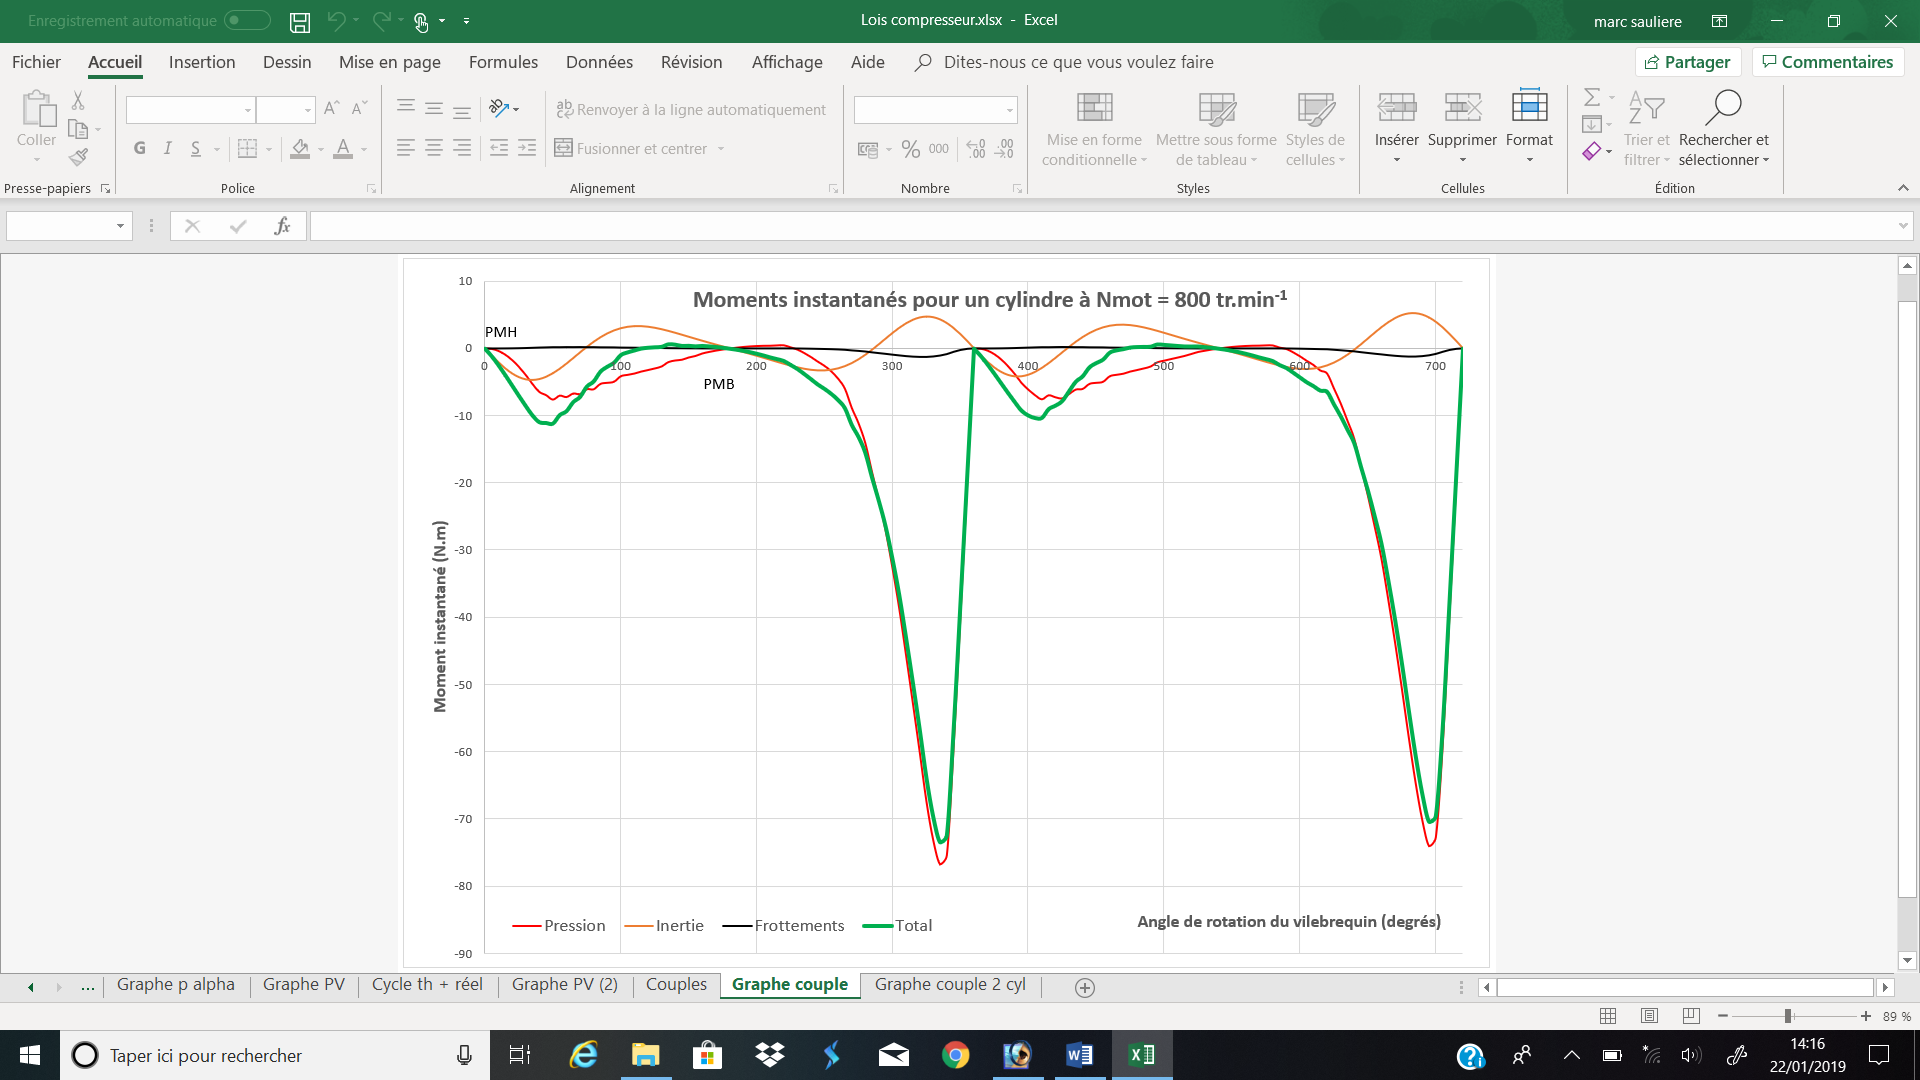 Enregistrement automatique
Lois compresseur.xlsx - Excel
marc sauliere
Fichier Accueil Insertion Dessin Mise en page Formules Données Révision Affichage Aide Dites-nous ce que vous voulez faire
Partager Commentaires
Coller
Presse-papiers
G I S
Police
Renvoyer à la ligne automatiquement
Fusionner et centrer
Alignement
% 000
Nombre
Mise en forme conditionnelle
Mettre sous forme de tableau
Styles de cellules
Styles
Insérer Supprimer Format
Cellules
Trier et filtrer
Rechercher et sélectionner
Édition
fx
Moments instantanés pour un cylindre à Nmot = 800 tr.min-1
10
PMH
0
0 100 200 300 400 500 600 700
PMB
-10
-20
-30
-40
-50
-60
-70
-80
-90
Moment instantané (N.m)
Pression Inertie Frottements Total
Angle de rotation du vilebrequin (degrés)
... Graphe p alpha Graphe PV Cycle th + réel Graphe PV (2) Couples Graphe couple Graphe couple 2 cyl
89 %
Taper ici pour rechercher
14:16
22/01/2019